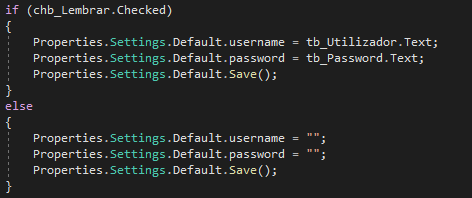 if (chb_Lembrar.Checked)
{
Properties.Settings.Default.username = tb_Utilizador.Text;
Properties.Settings.Default.password = tb_Password.Text;
Properties.Settings.Default.Save();
}
else
{
Properties.Settings.Default.username = "";
Properties.Settings.Default.password = "";
Properties.Settings.Default.Save();
}